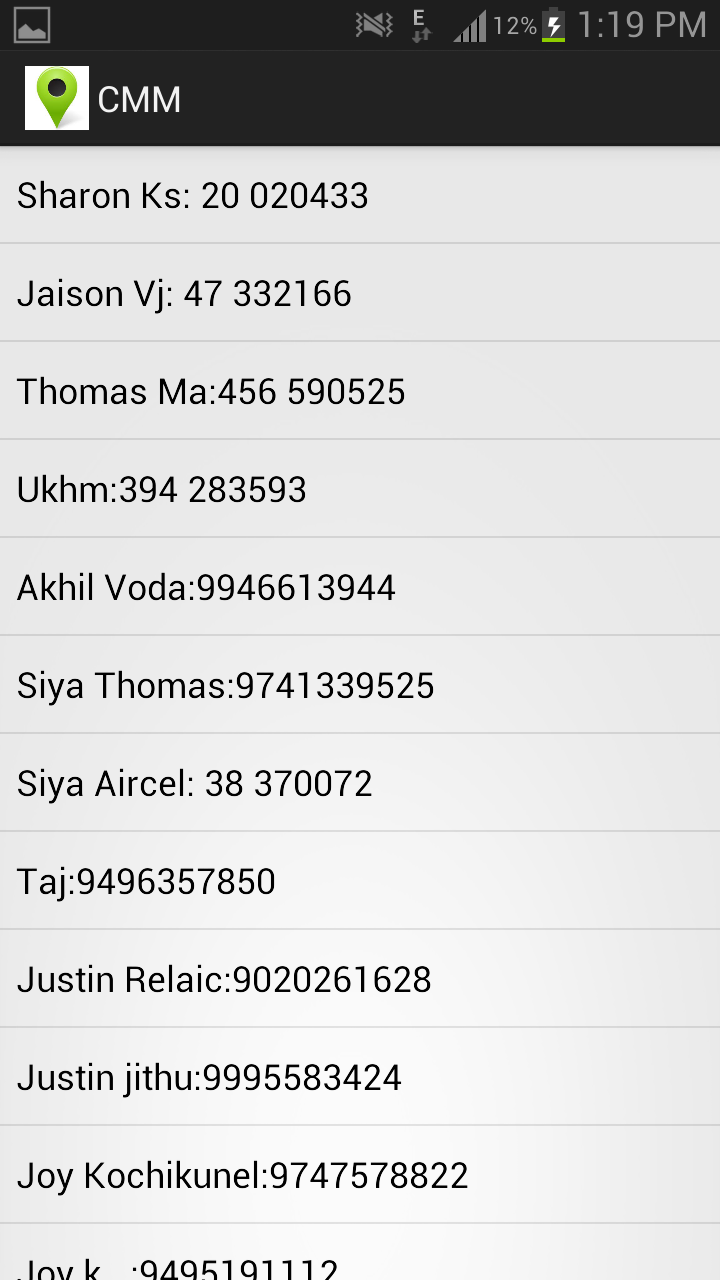 E 12% 1:19 PM
CMM
Sharon Ks: 20 020433
Jaison Vj: 47 332166
Thomas Ma:456 590525
Ukhm:394 283593
Akhil Voda:9946613944
Siya Thomas:9741339525
Siya Aircel: 38 370072
Taj:9496357850
Justin Relaic:9020261628
Justin jithu:9995583424
Joy Kochikunel:9747578822
Joy k :9495191112